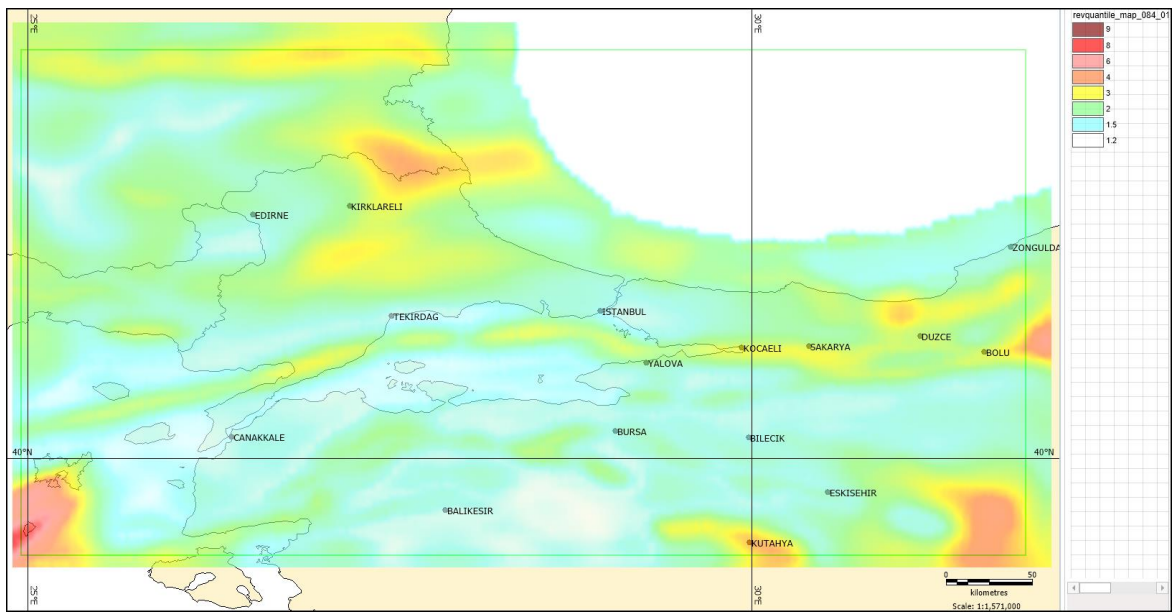 25°E
30°E
revquantile_map_084_01
9
8
6
4
3
2
1.5
1.2
KIRKLARELI
EDIRNE
ZONGULDA
ISTANBUL
TEKIRDAG
DUZCE
KOCAELI
SAKARYA
BOLU
YALOVA
BURSA
CANAKKALE
BILECIK
40°N
40°N
ESKISEHIR
BALIKESIR
KUTAHYA
0
50
kilometres
25°E
30°E
Scale: 1:1,571,000